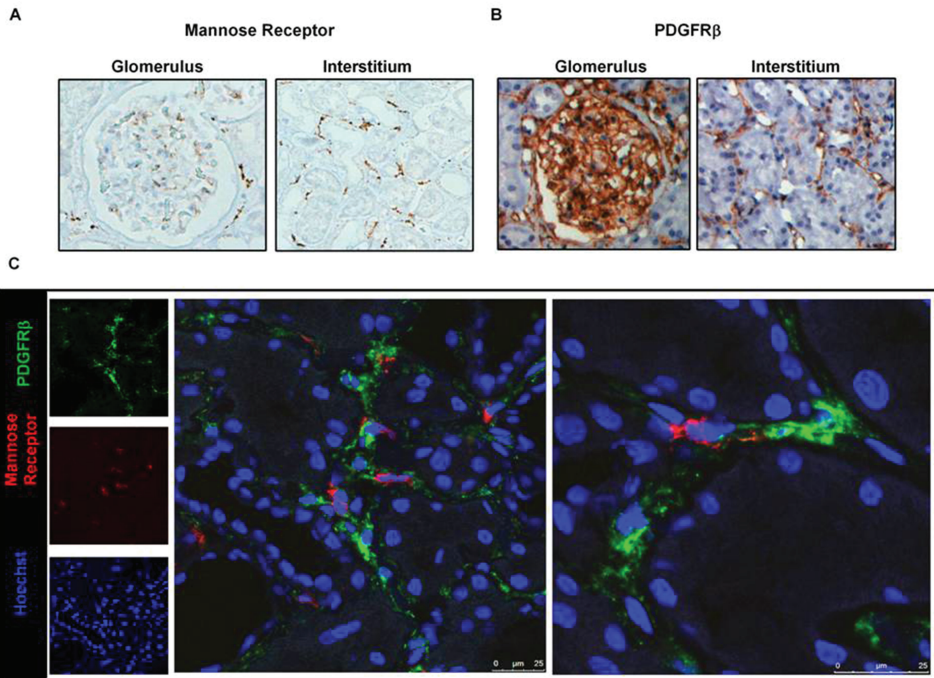 A
Mannose Receptor
Glomerulus
Interstitium
B
PDGFRβ
Glomerulus
Interstitium
C
PDGFRβ
Mannose
Receptor
Hoechst
0 µm 25
0 µm 25